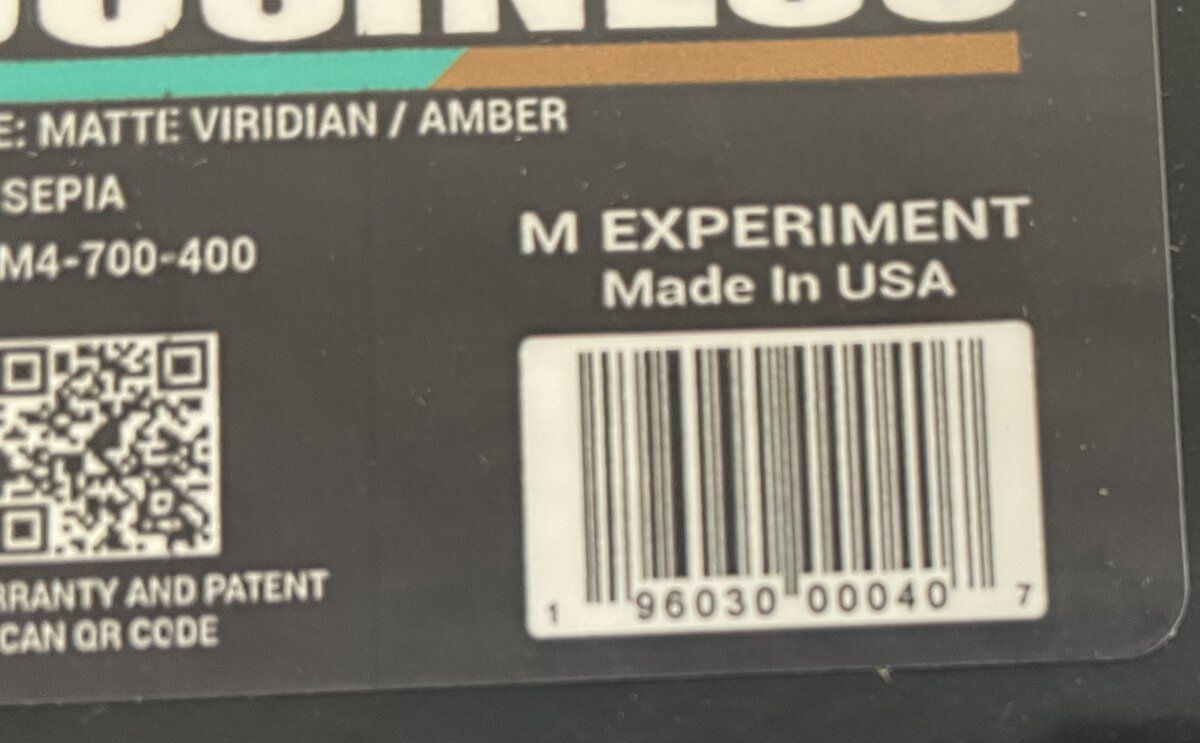 E: MATTE VIRIDIAN / AMBER
SEPIA
M4-700-400
M EXPERIMENT
Made In USA
1 96030 00040 7
RRANTY AND PATENT
CAN QR CODE